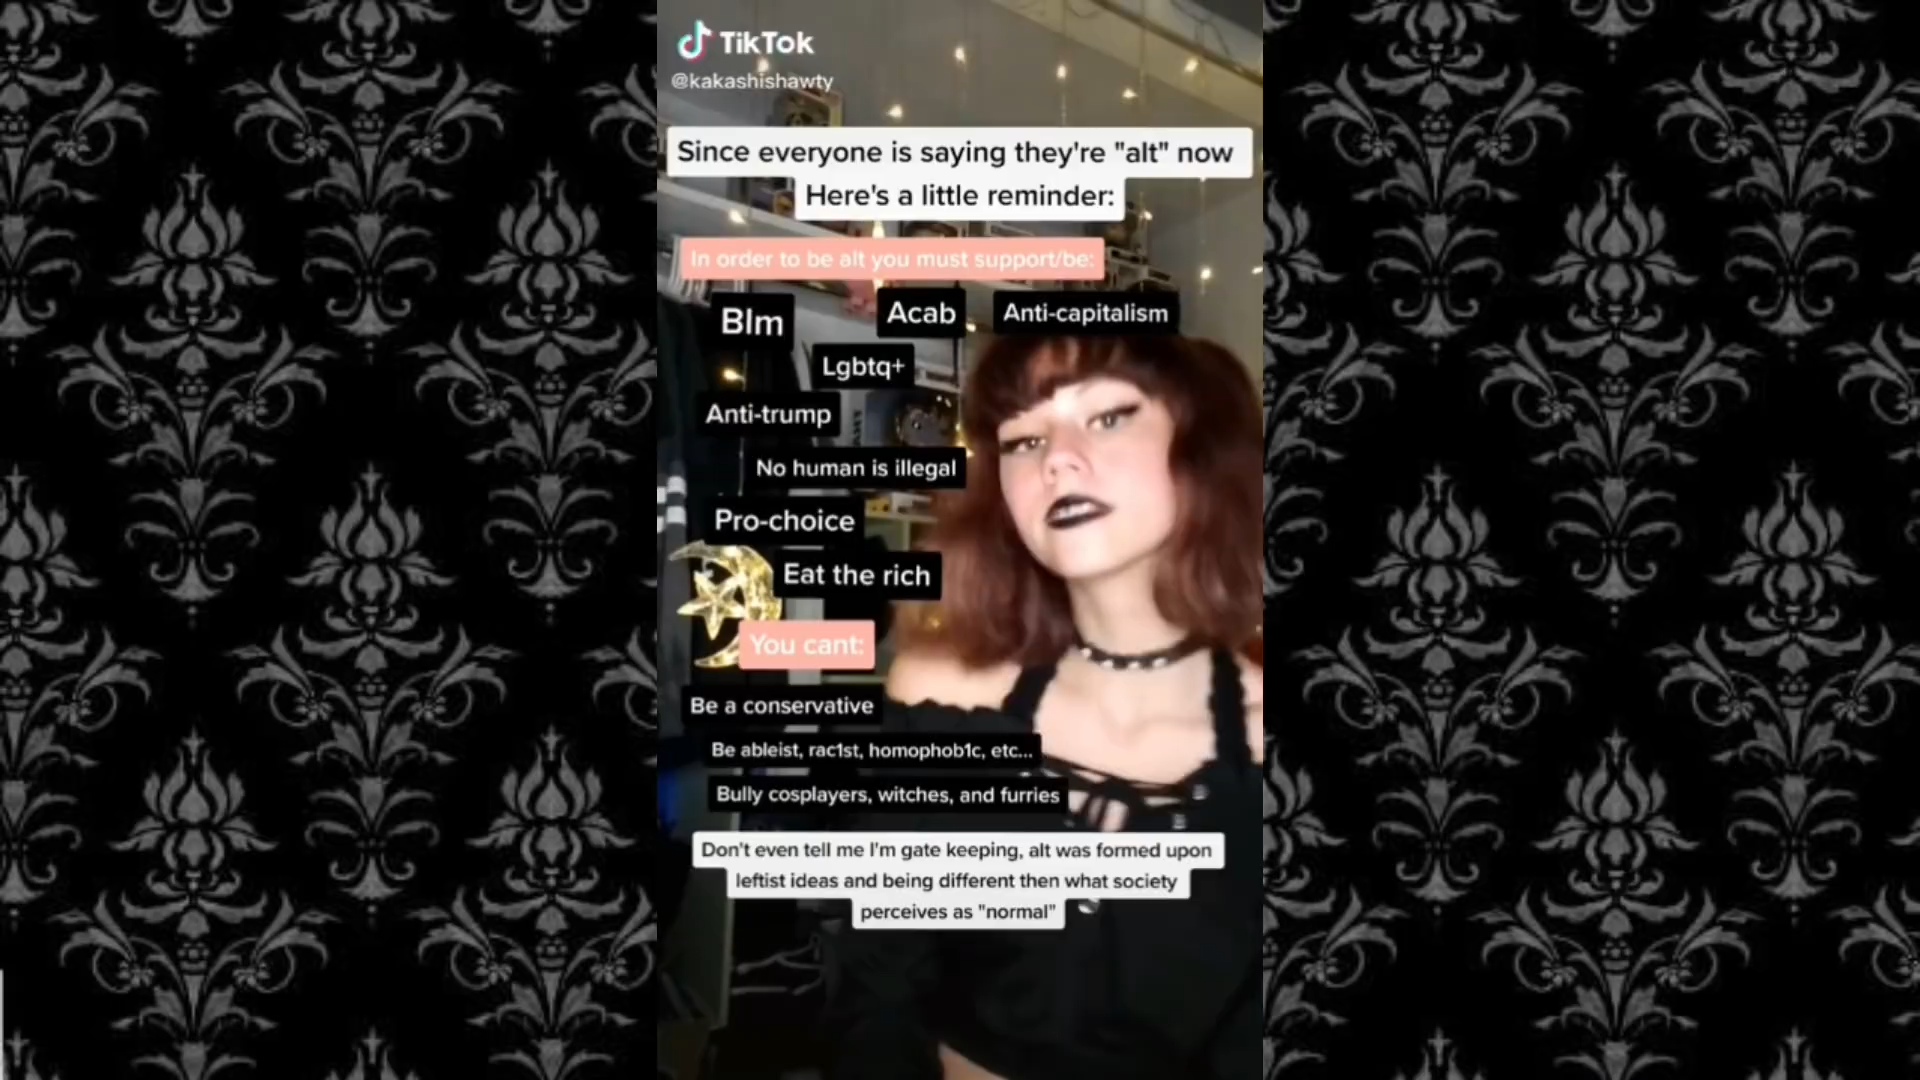 TikTok
@kakashishawty
Since everyone is saying they're "alt" now
Here's a little reminder:
In order to be alt you must support/be:
Blm
Acab
Anti-capitalism
Lgbtq+
Anti-trump
No human is illegal
Pro-choice
Eat the rich
You cant:
Be a conservative
Be ableist, rac1st, homophob1c, etc...
Bully cosplayers, witches, and furries
Don't even tell me I'm gate keeping, alt was formed upon
leftist ideas and being different then what society
perceives as "normal"